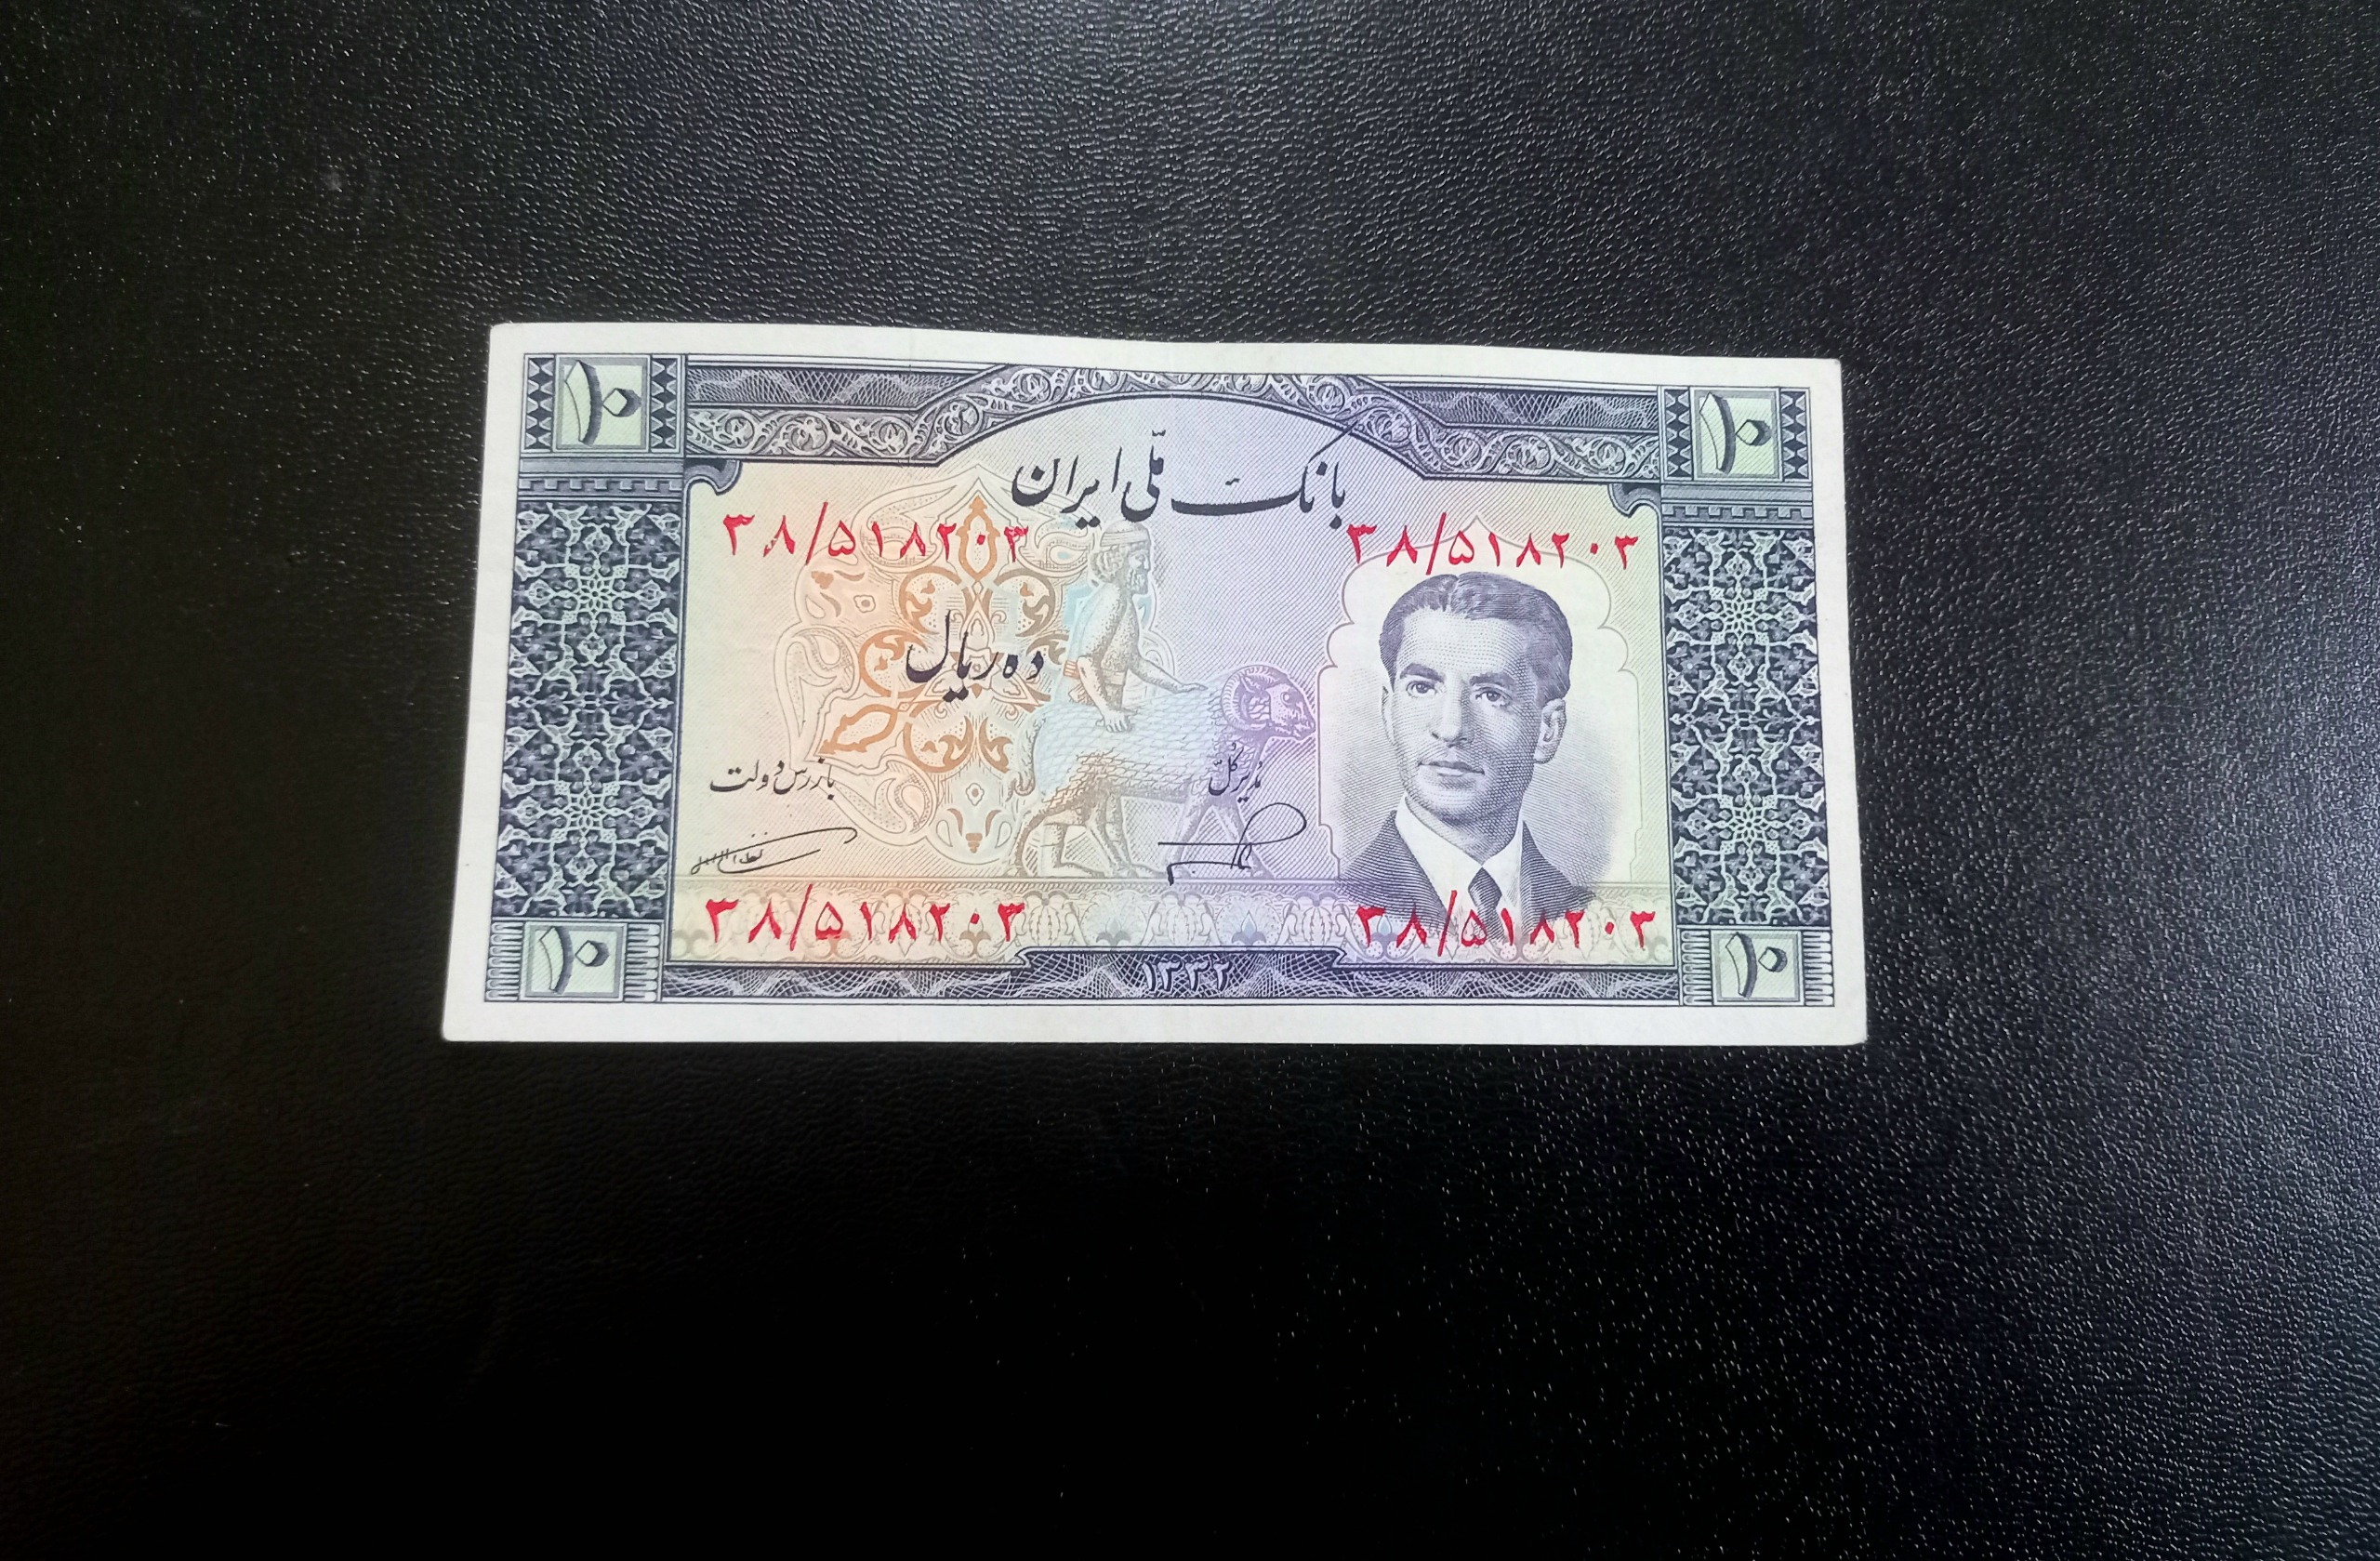 ۱۰
۱۰
بانک ملّی ایران
۳۸/۵۱۸۲۰۳
۳۸/۵۱۸۲۰۳
ده ریال
مدیر کلّ
بازرس دولت
۳۸/۵۱۸۲۰۳
۳۸/۵۱۸۲۰۳
۱۰
۱۳۳۲
۱۰